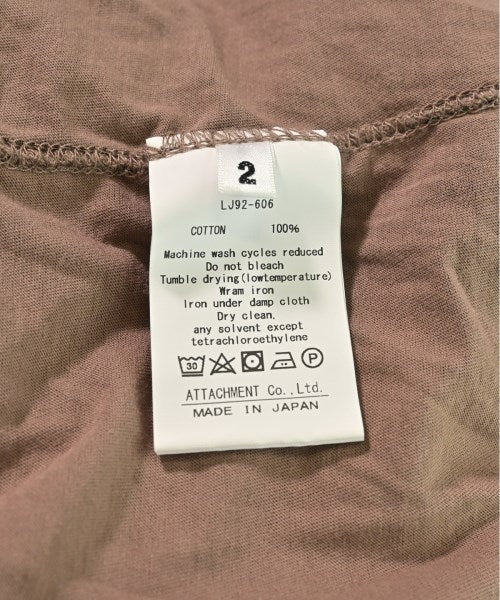 2
LJ92-606
COTTON 100%
Machine wash cycles reduced
Do not bleach
Tumble drying(lowtemperature)
Wram iron
Iron under damp cloth
Dry clean,
any solvent except
tetrachloroethylene
30 P
ATTACHMENT Co.,Ltd.
MADE IN JAPAN